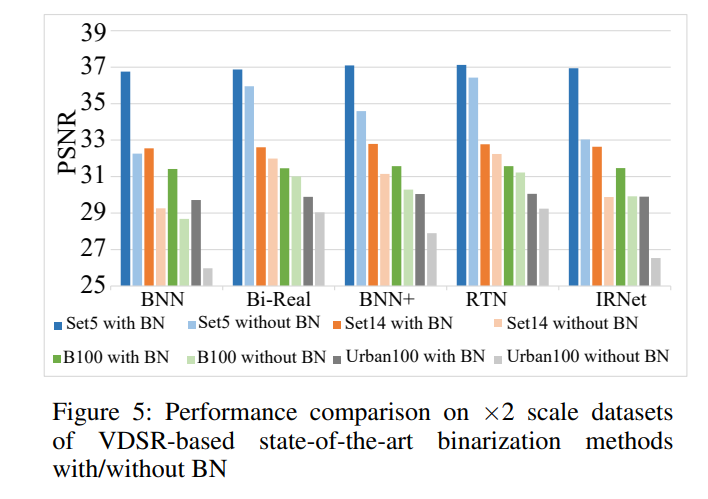 39
37
35
33
31
29
27
25
PSNR
BNN Bi-Real BNN+ RTN IRNet
Set5 with BN Set5 without BN Set14 with BN Set14 without BN
B100 with BN B100 without BN Urban100 with BN Urban100 without BN
Figure 5: Performance comparison on ×2 scale datasets
of VDSR-based state-of-the-art binarization methods
with/without BN